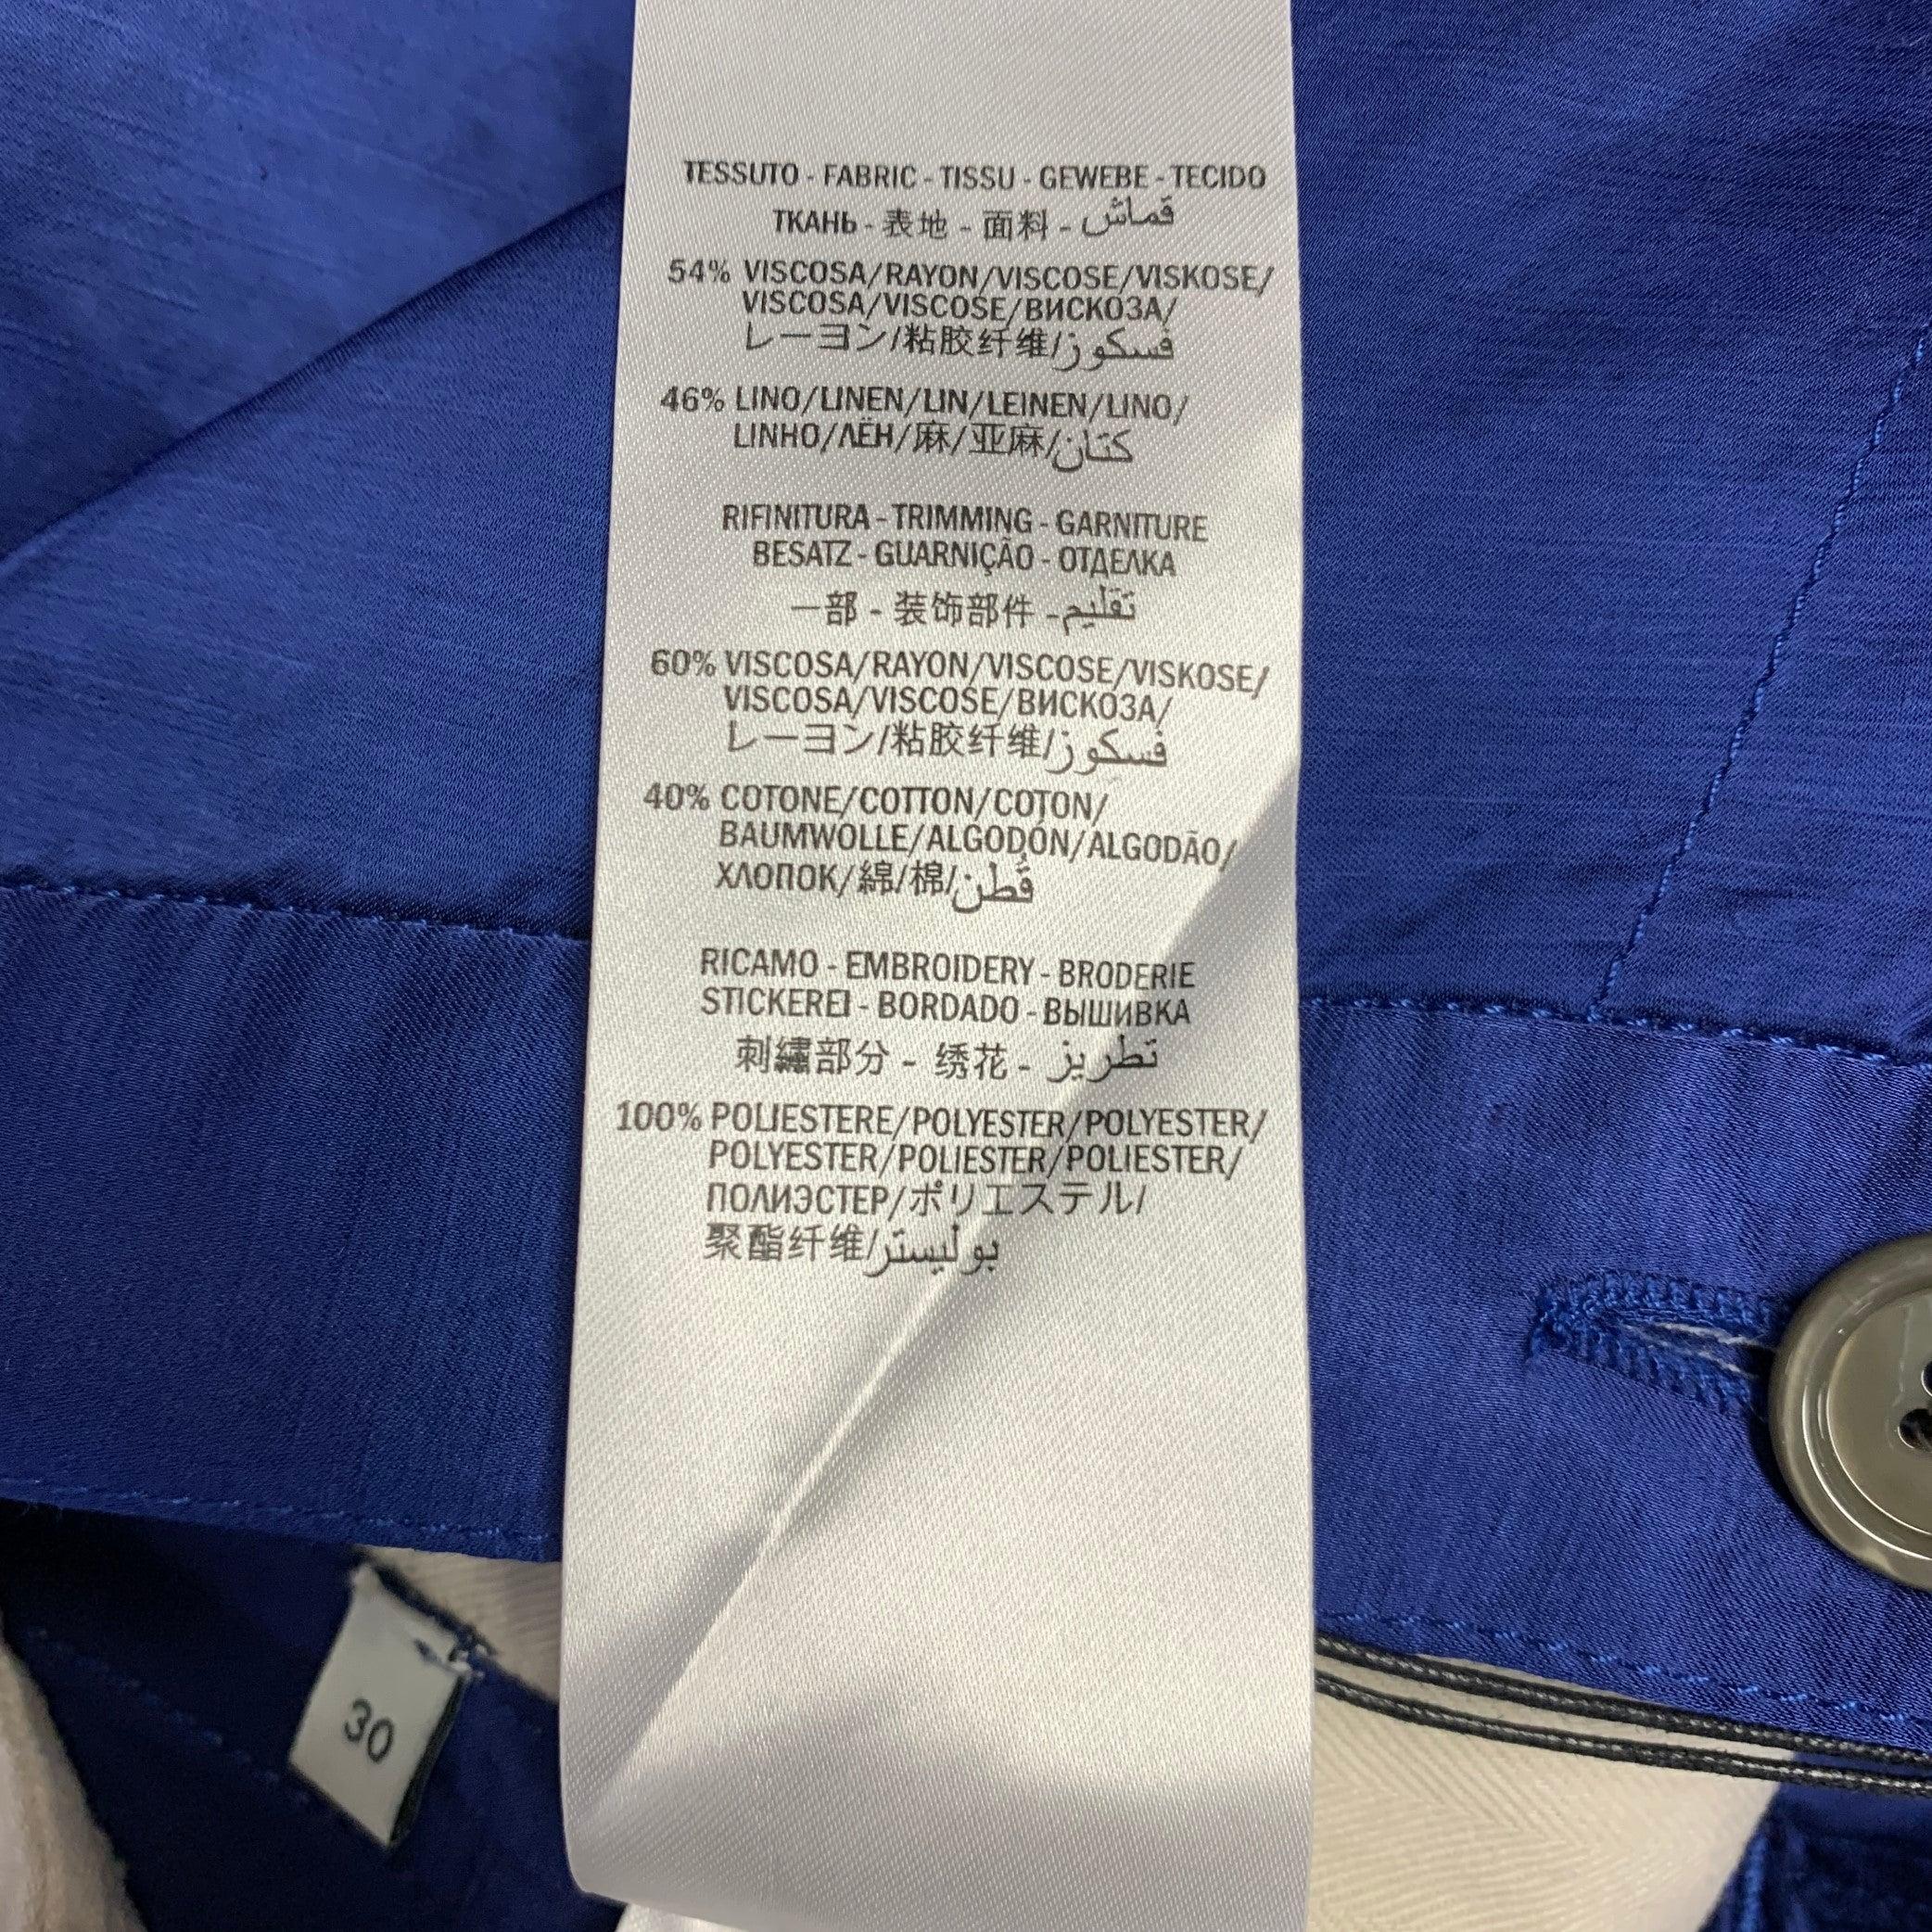 TESSUTO - FABRIC - TISSU - GEWEBE - TECIDO
ТКАНЬ - 表地 - 面料 - قماش
54% VISCOSA/RAYON/VISCOSE/VISKOSE/
VISCOSA/VISCOSE/ВИСКОЗА/
レーヨン/粘胶纤维/فسكوز
46% LINO/LINEN/LIN/LEINEN/LINO/
LINHO/ЛЁН/麻/亚麻/كتان
RIFINITURA - TRIMMING - GARNITURE
BESATZ - GUARNIÇÃO - ОТДЕЛКА
一部 - 装饰部件 - تقليم
60% VISCOSA/RAYON/VISCOSE/VISKOSE/
VISCOSA/VISCOSE/ВИСКОЗА/
レーヨン/粘胶纤维/فسكوز
40% COTONE/COTTON/COTON/
BAUMWOLLE/ALGODÓN/ALGODÃO/
ХЛОПОК/綿/棉/قُطن
RICAMO - EMBROIDERY - BRODERIE
STICKEREI - BORDADO - ВЫШИВКА
刺繍部分 - 绣花 - تطريز
100% POLIESTERE/POLYESTER/POLYESTER/
POLYESTER/POLIESTER/POLIESTER/
ПОЛИЭСТЕР/ポリエステル/
聚酯纤维/بوليستر
30